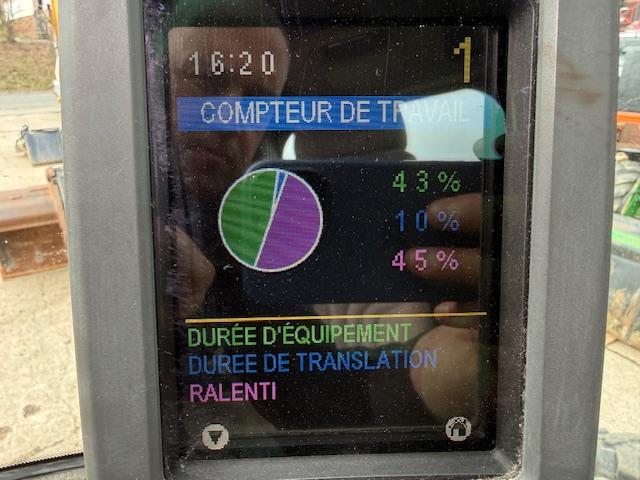 16:20
1
COMPTEUR DE TRAVAIL
43%
10%
45%
DURÉE D'ÉQUIPEMENT
DURÉE DE TRANSLATION
RALENTI